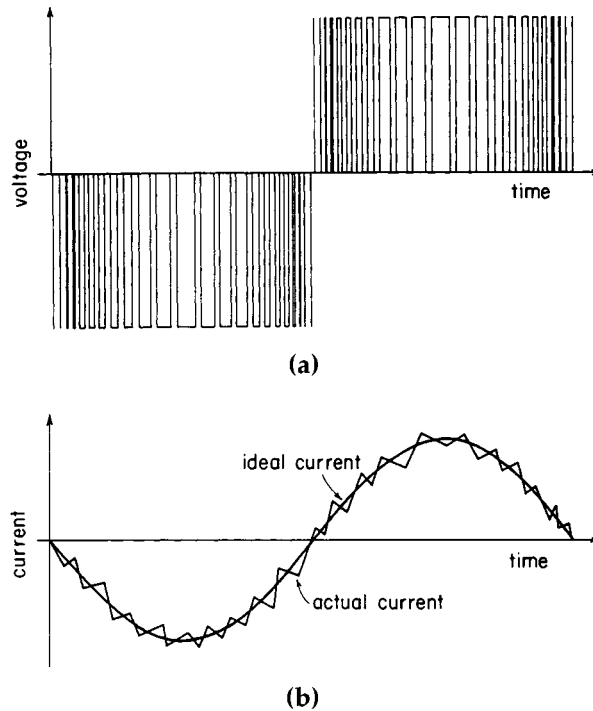 voltage
time
(a)
ideal current
current
time
actual current
(b)